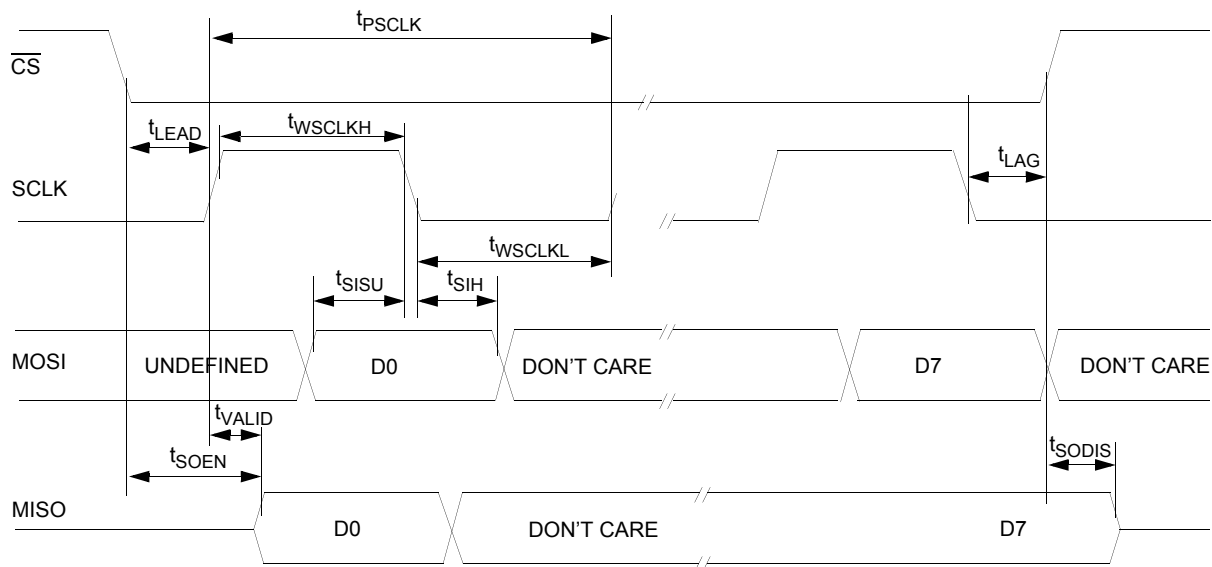 tPSCLK
CS
tLEAD
tWSCLKH
tLAG
SCLK
tWSCLKL
tSISU
tSIH
MOSI
UNDEFINED
D0
DON'T CARE
D7
DON'T CARE
tVALID
tSOEN
tSODIS
MISO
D0
DON'T CARE
D7